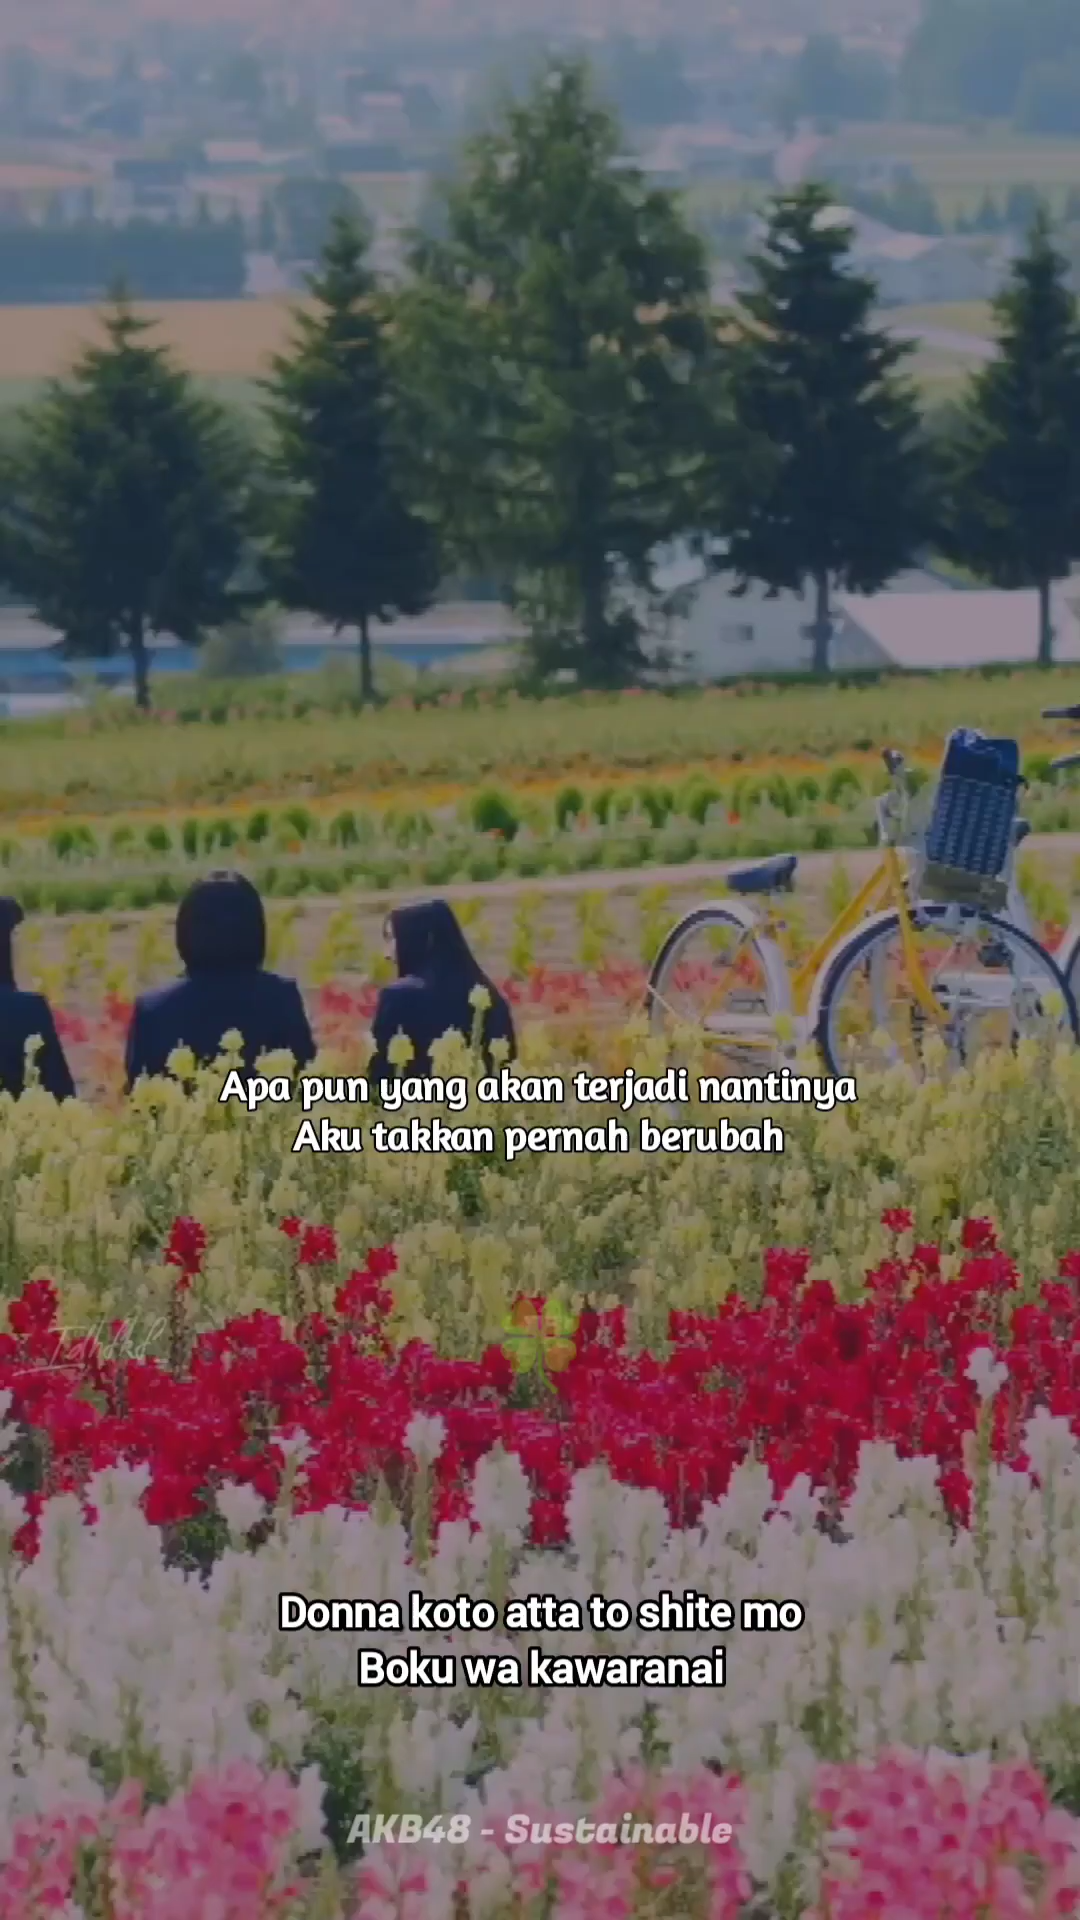 Apa pun yang akan terjadi nantinya
Aku takkan pernah berubah
Donna koto atta to shite mo
Boku wa kawaranai
AKB48 - Sustainable